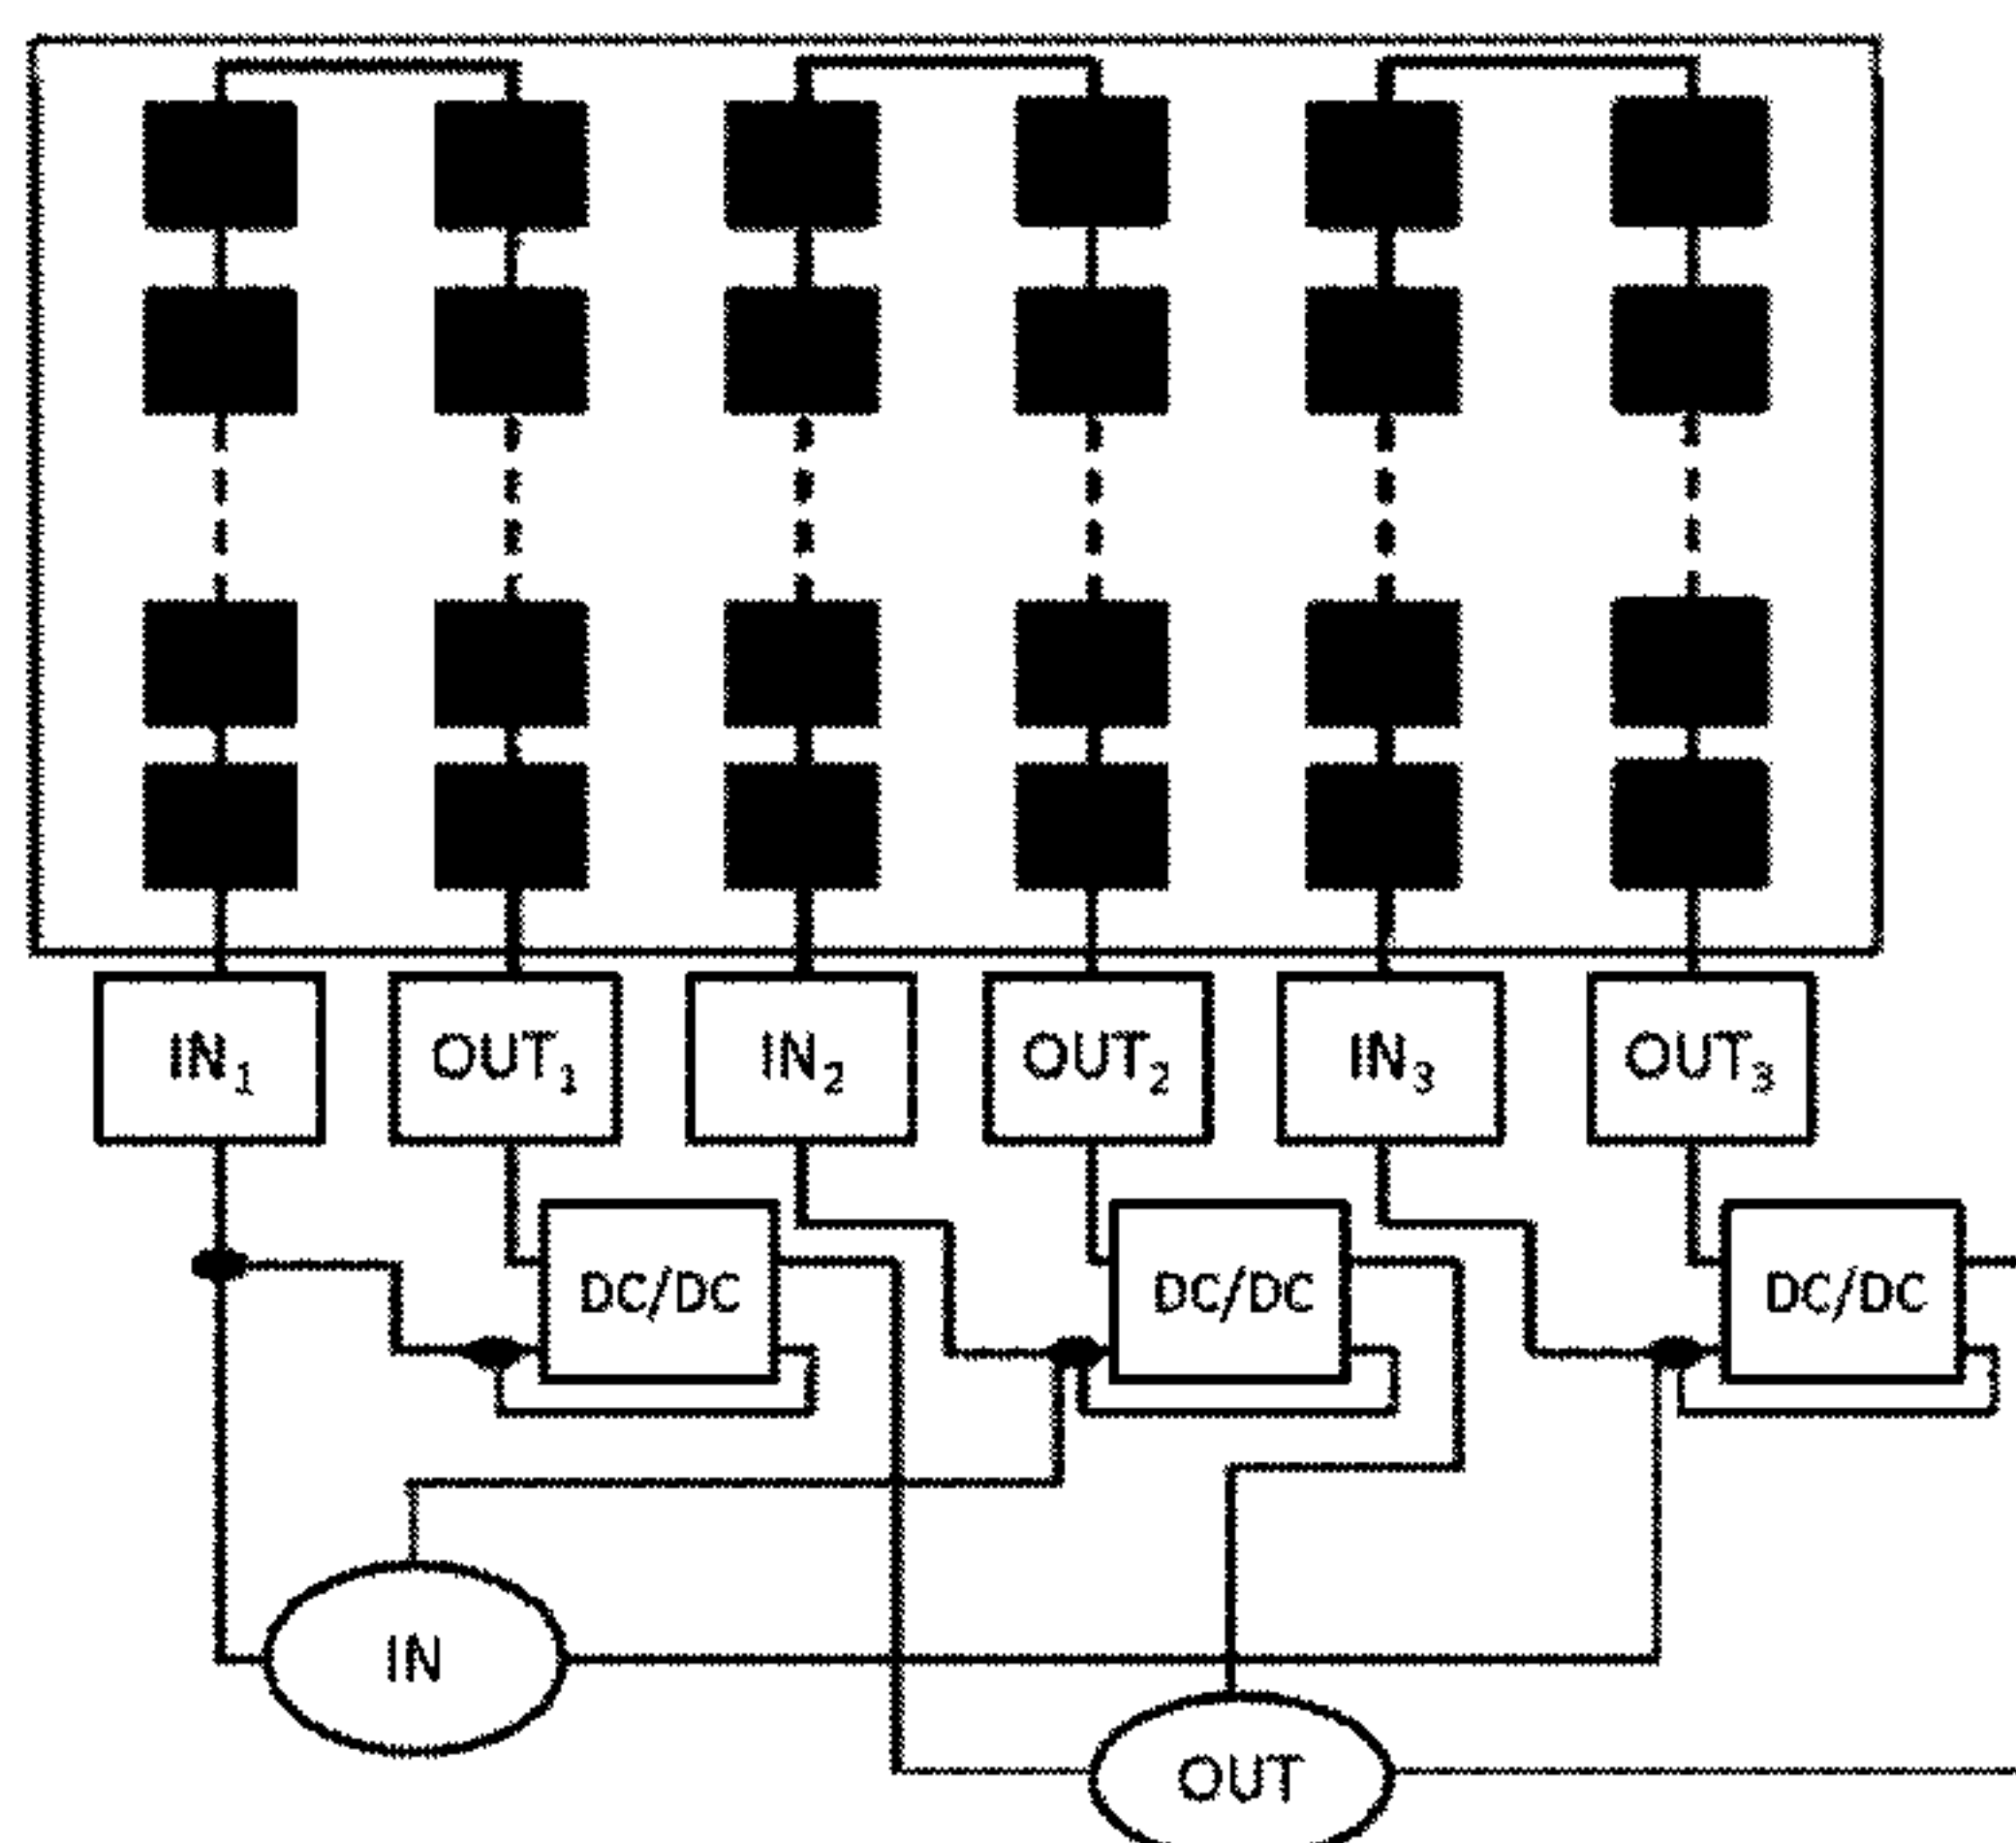 IN₁ OUT₁ IN₂ OUT₂ IN₃ OUT₃
DC/DC DC/DC DC/DC
IN
OUT